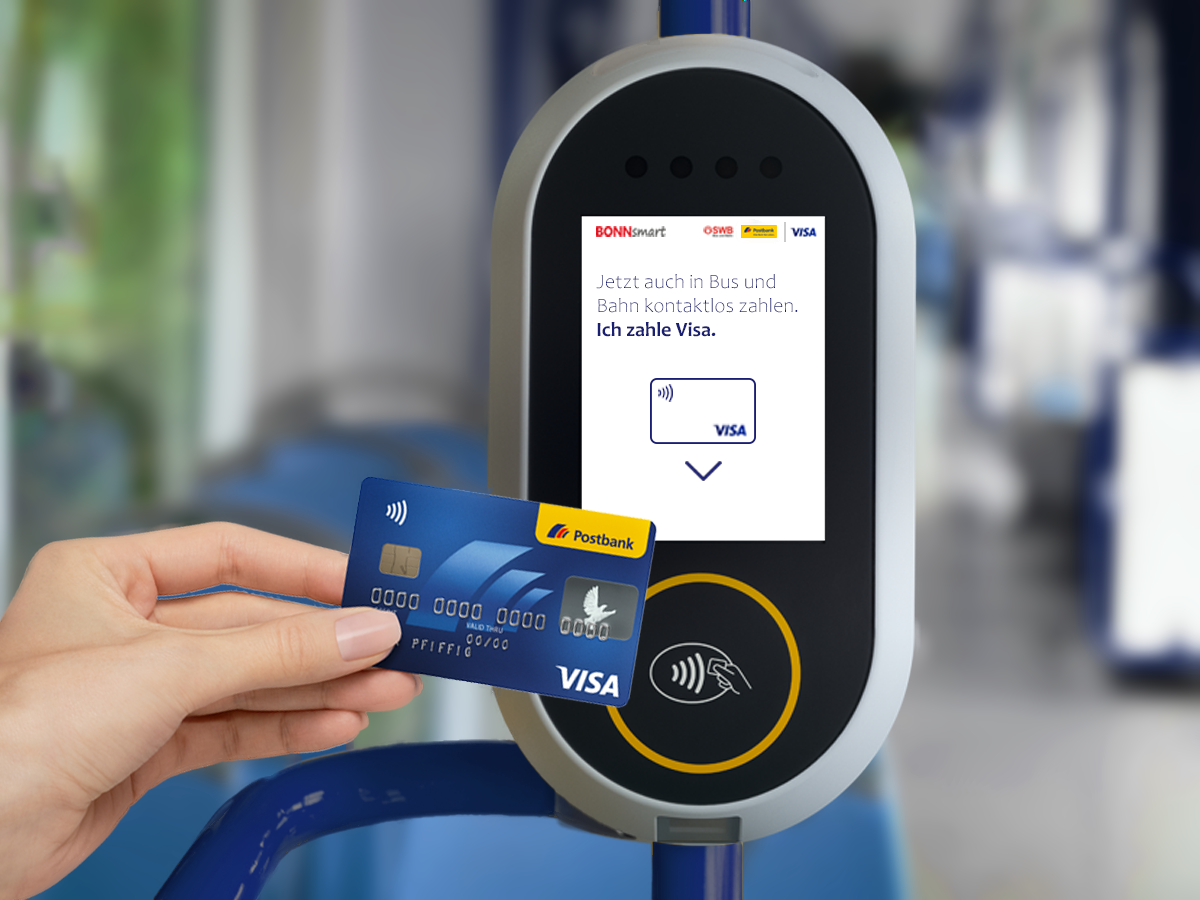 BONNsmart
SWB
Postbank
VISA
Jetzt auch in Bus und
Bahn kontaktlos zahlen.
Ich zahle Visa.
VISA
Postbank
0000 0000 0000 0000
VALID THRU
00/00
PFIFFIG
VISA